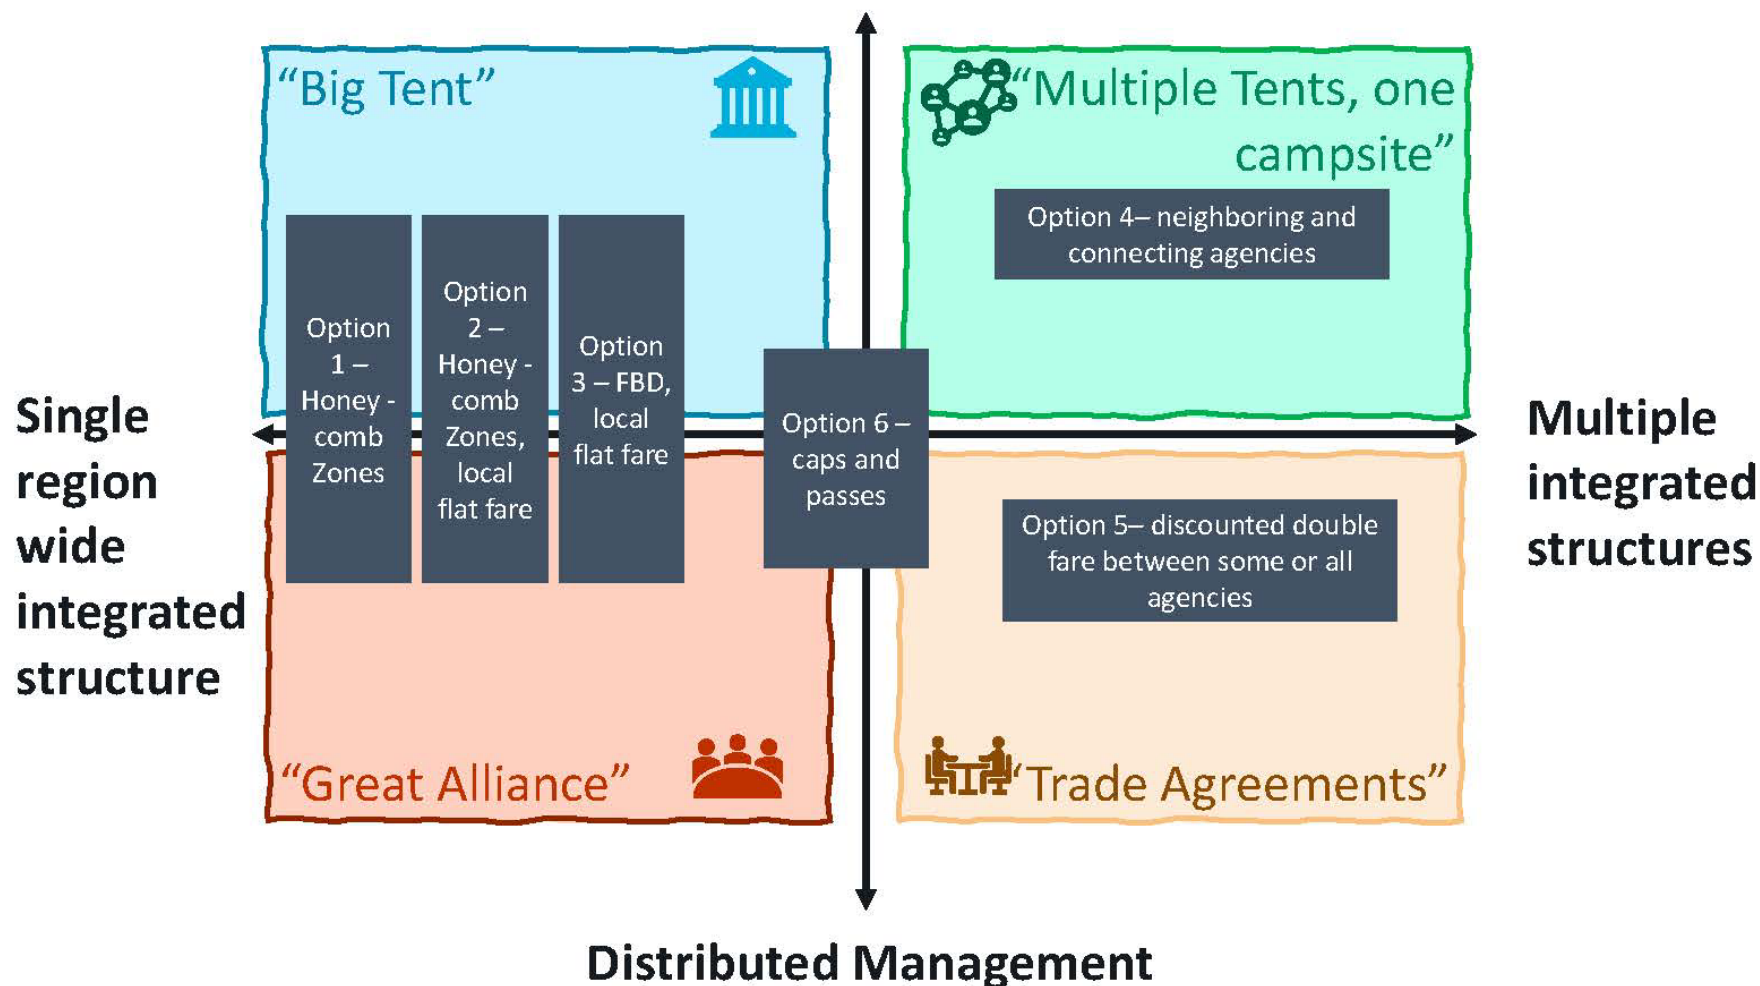 “Big Tent”
“Multiple Tents, one
campsite”
Option 4– neighboring and
connecting agencies
Option
1 –
Honey -
comb
Zones
Option
2 –
Honey -
comb
Zones,
local
flat fare
Option
3 – FBD,
local
flat fare
Option 6 –
caps and
passes
Single
region
wide
integrated
structure
Multiple
integrated
structures
Option 5– discounted double
fare between some or all
agencies
“Great Alliance”
“Trade Agreements”
Distributed Management